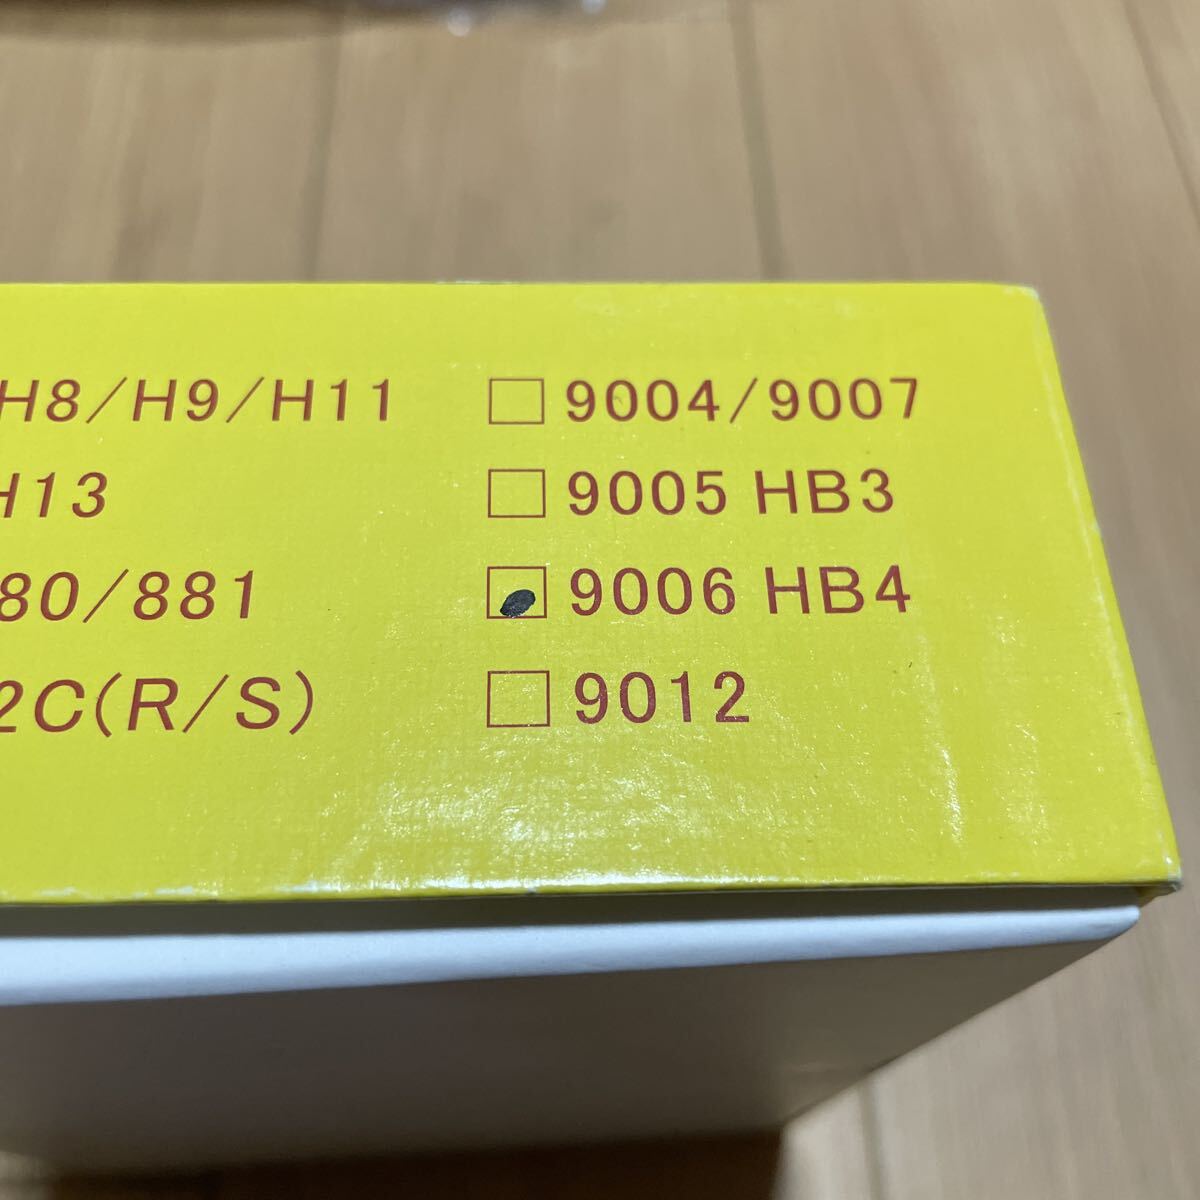 H8/H9/H11
9004/9007
H13
9005 HB3
80/881
9006 HB4
2C(R/S)
9012